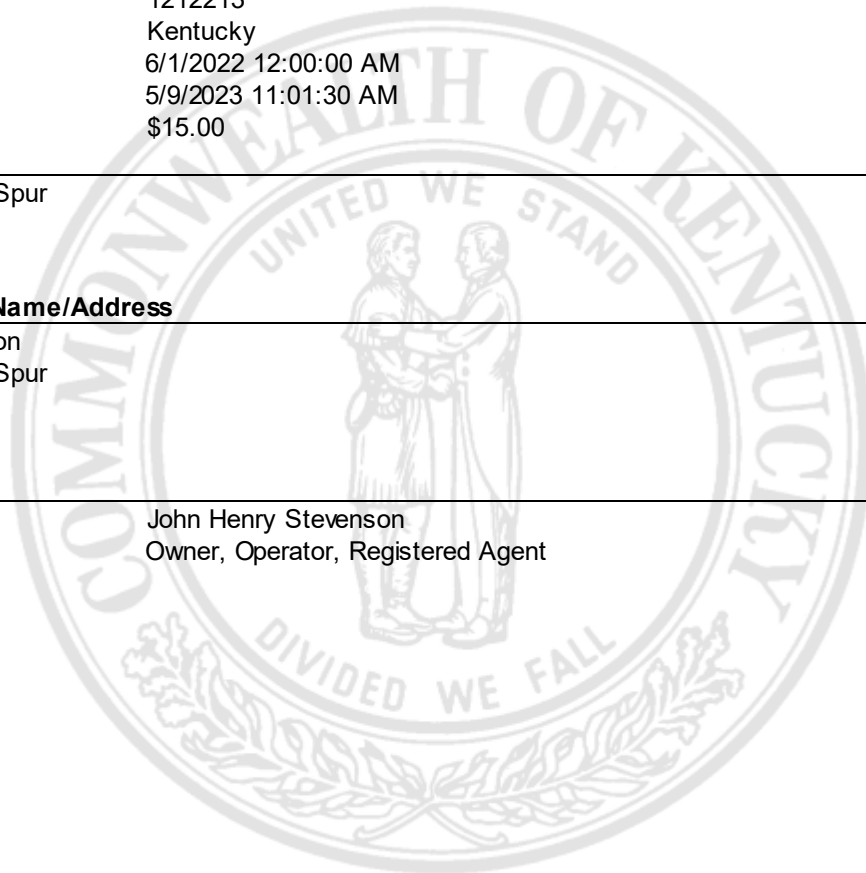 1212215
Kentucky
6/1/2022 12:00:00 AM
5/9/2023 11:01:30 AM
$15.00
Spur
Name/Address
on
Spur
John Henry Stevenson
Owner, Operator, Registered Agent
COMMONWEALTH OF KENTUCKY
UNITED WE STAND
DIVIDED WE FALL